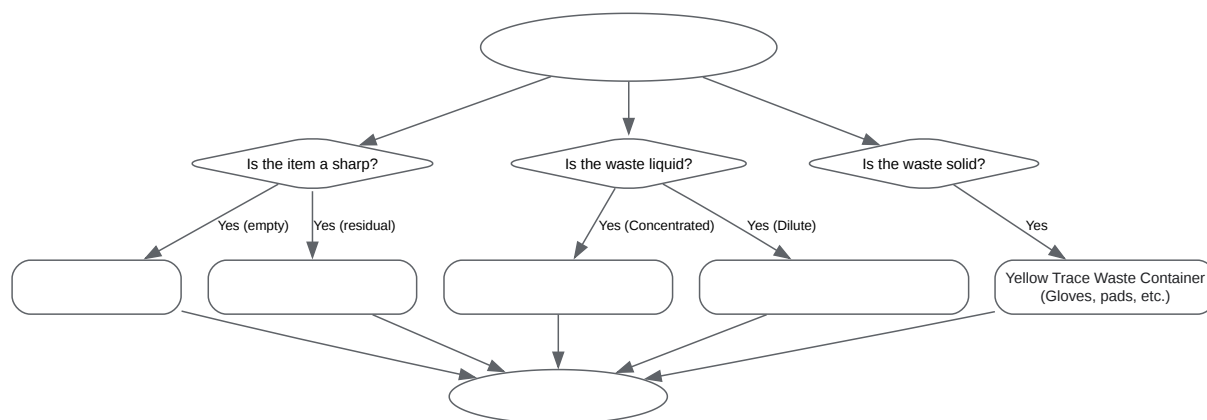 Is the item a sharp?
Is the waste liquid?
Is the waste solid?
Yes (empty)
Yes (residual)
Yes (Concentrated)
Yes (Dilute)
Yes
Yellow Trace Waste Container
(Gloves, pads, etc.)